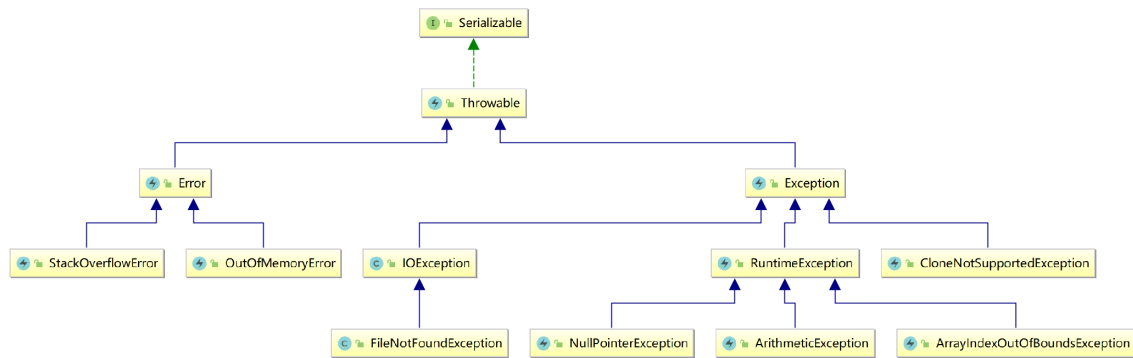 I Serializable
Throwable
Error
Exception
StackOverflowError
OutOfMemoryError
C IOException
RuntimeException
CloneNotSupportedException
C FileNotFoundException
NullPointerException
ArithmeticException
ArrayIndexOutOfBoundsException